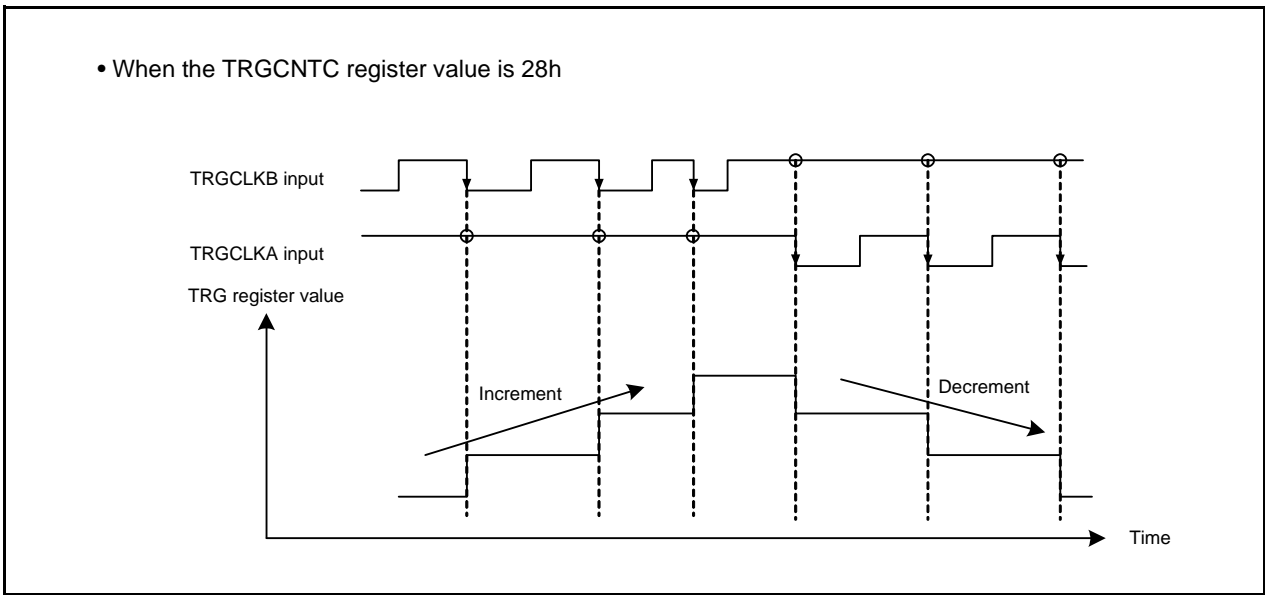 • When the TRGCNTC register value is 28h
TRGCLKB input
TRGCLKA input
TRG register value
Increment
Decrement
Time